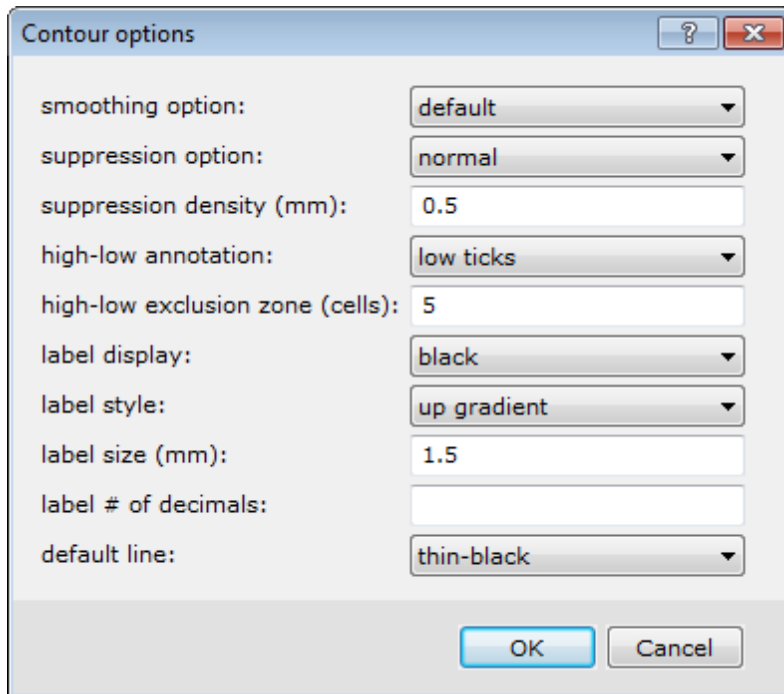 Contour options
smoothing option: default
suppression option: normal
suppression density (mm): 0.5
high-low annotation: low ticks
high-low exclusion zone (cells): 5
label display: black
label style: up gradient
label size (mm): 1.5
label # of decimals:
default line: thin-black
OK Cancel